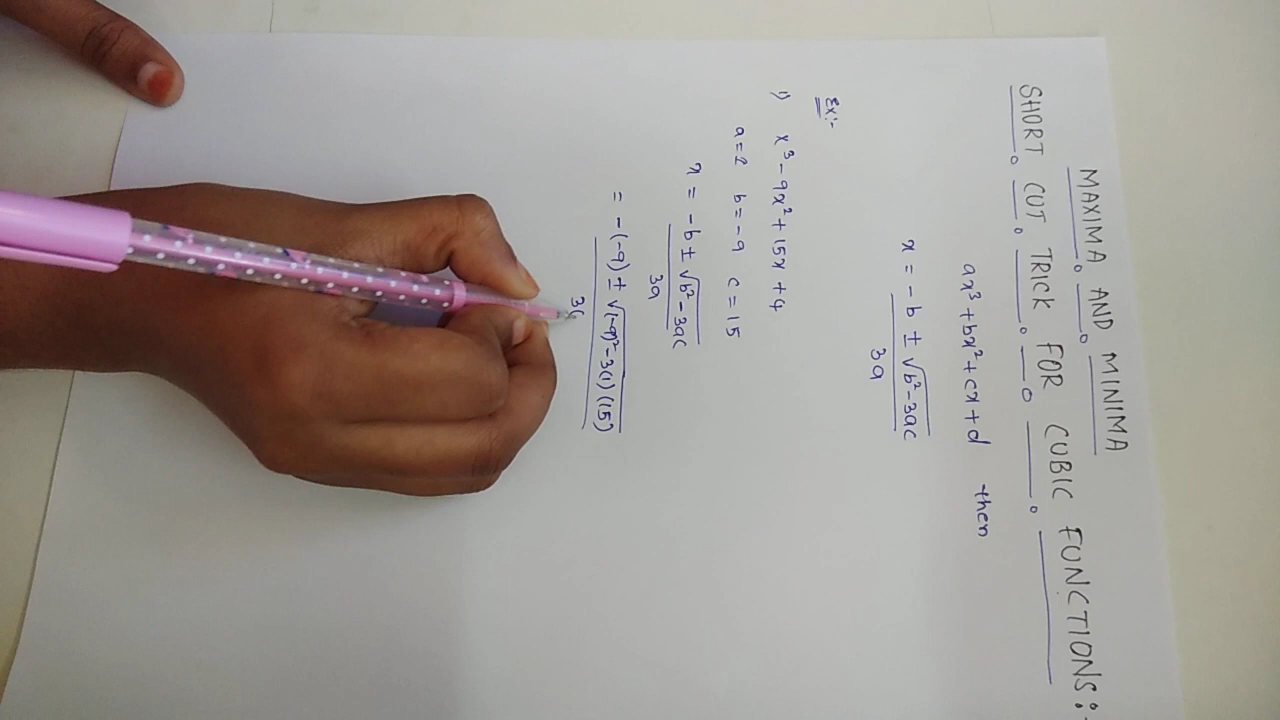 MAXIMA AND MINIMA
SHORT CUT TRICK FOR CUBIC FUNCTIONS:-
ax³+bx²+cx+d then
x = -b ± √b²-3ac
3a
Ex:-
1) x³-9x²+15x+4
a=1 b=-9 c=15
x = -b ± √b²-3ac
3a
= -(-9) ± √(-9)²-3(1)(15)
3(